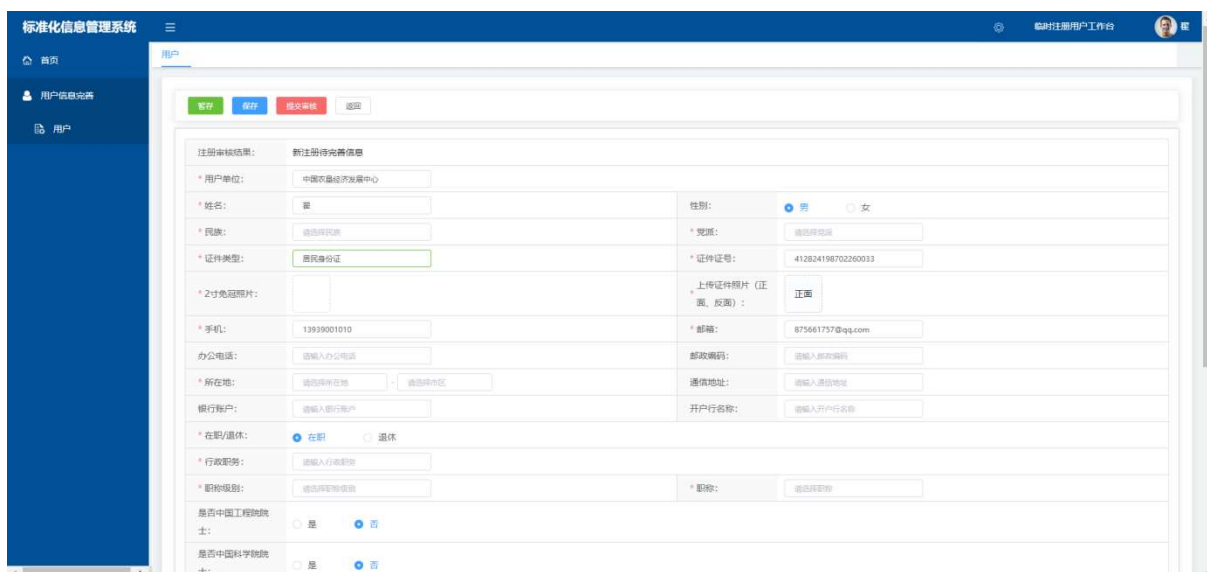 标准化信息管理系统
临时注册用户工作台
翟
首页
用户
用户信息完善
用户
暂存 保存 提交审核 返回
注册审核结果: 新注册待完善信息
* 用户单位: 中国农垦经济发展中心
* 姓名: 翟 性别: 男 女
* 民族: 请选择民族 * 党派: 请选择党派
* 证件类型: 居民身份证 * 证件证号: 412824198702260033
* 2寸免冠照片: * 上传证件照片（正
面、反面）: 正面
* 手机: 13939001010 * 邮箱: 875661757@qq.com
办公电话: 请输入办公电话 邮政编码: 请输入邮政编码
* 所在地: 请选择所在地 - 请选择市区 通信地址: 请输入通信地址
银行账户: 请输入银行账户 开户行名称: 请输入开户行名称
* 在职/退休: 在职 退休
* 行政职务: 请输入行政职务
* 职称级别: 请选择职称级别 * 职称: 请选择职称
是否中国工程院院
士: 是 否
是否中国科学院院
士: 是 否